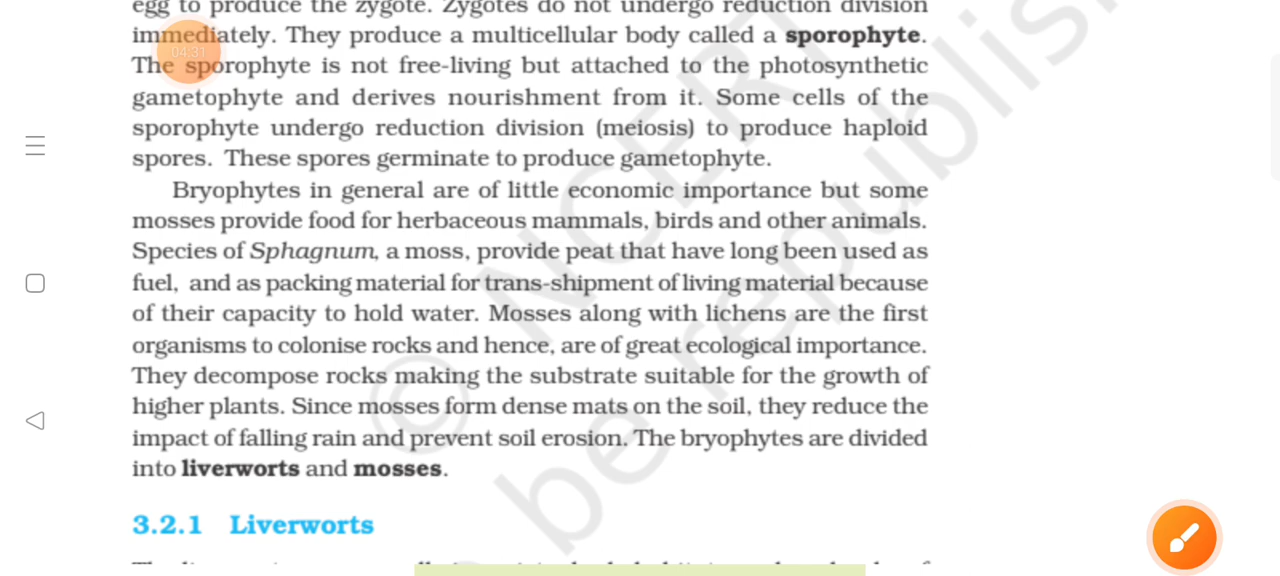 egg to produce the zygote. Zygotes do not undergo reduction division
immediately. They produce a multicellular body called a sporophyte.
04:31
The sporophyte is not free-living but attached to the photosynthetic
gametophyte and derives nourishment from it. Some cells of the
sporophyte undergo reduction division (meiosis) to produce haploid
spores. These spores germinate to produce gametophyte.
Bryophytes in general are of little economic importance but some
mosses provide food for herbaceous mammals, birds and other animals.
Species of Sphagnum, a moss, provide peat that have long been used as
fuel, and as packing material for trans-shipment of living material because
of their capacity to hold water. Mosses along with lichens are the first
organisms to colonise rocks and hence, are of great ecological importance.
They decompose rocks making the substrate suitable for the growth of
higher plants. Since mosses form dense mats on the soil, they reduce the
impact of falling rain and prevent soil erosion. The bryophytes are divided
into liverworts and mosses.
3.2.1 Liverworts
© NCERT
be republis